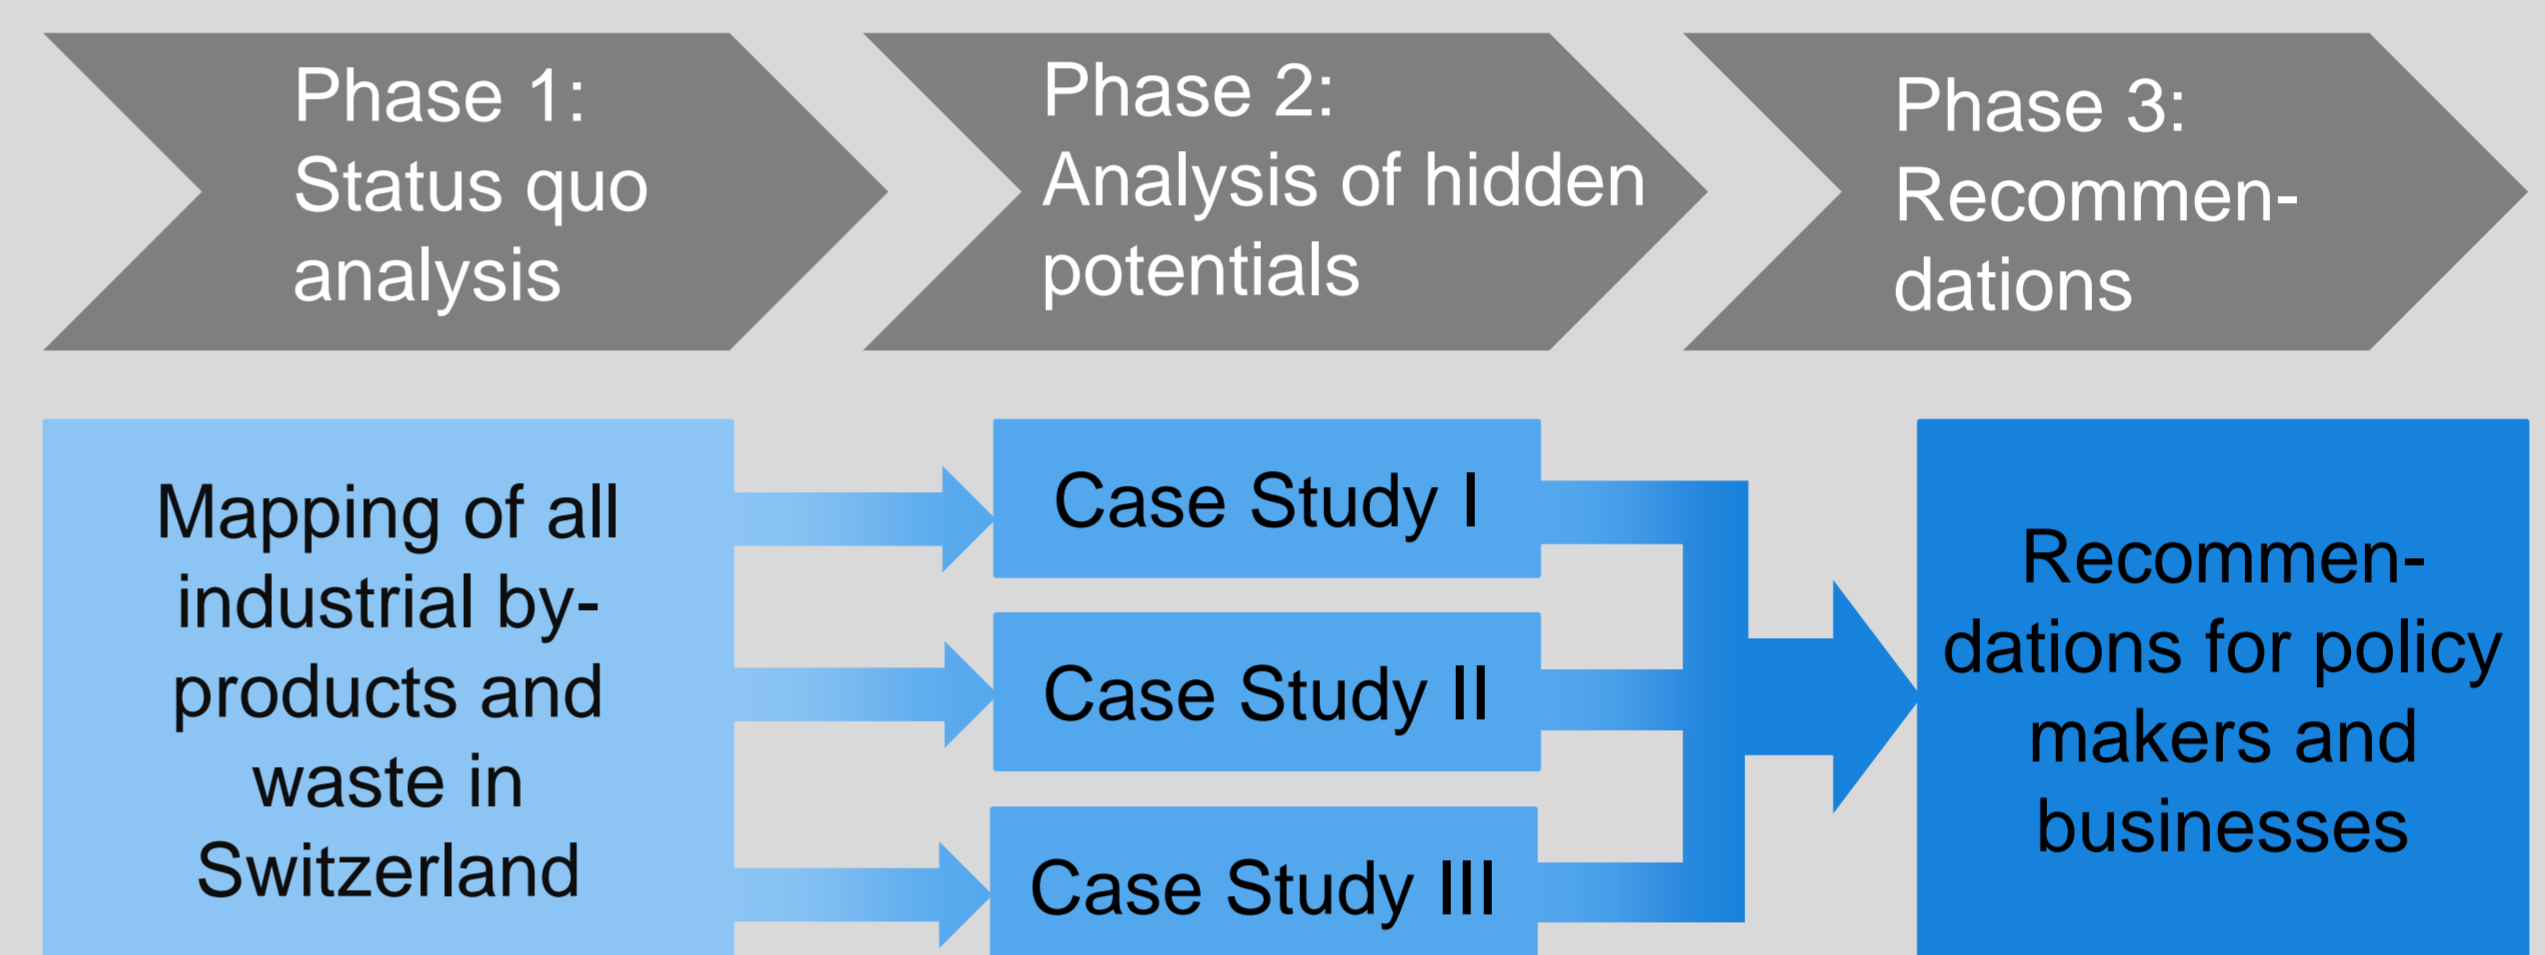 Phase 1:
Status quo
analysis
Phase 2:
Analysis of hidden
potentials
Phase 3:
Recommen-
dations
Mapping of all
industrial by-
products and
waste in
Switzerland
Case Study I
Case Study II
Case Study III
Recommen-
dations for policy
makers and
businesses